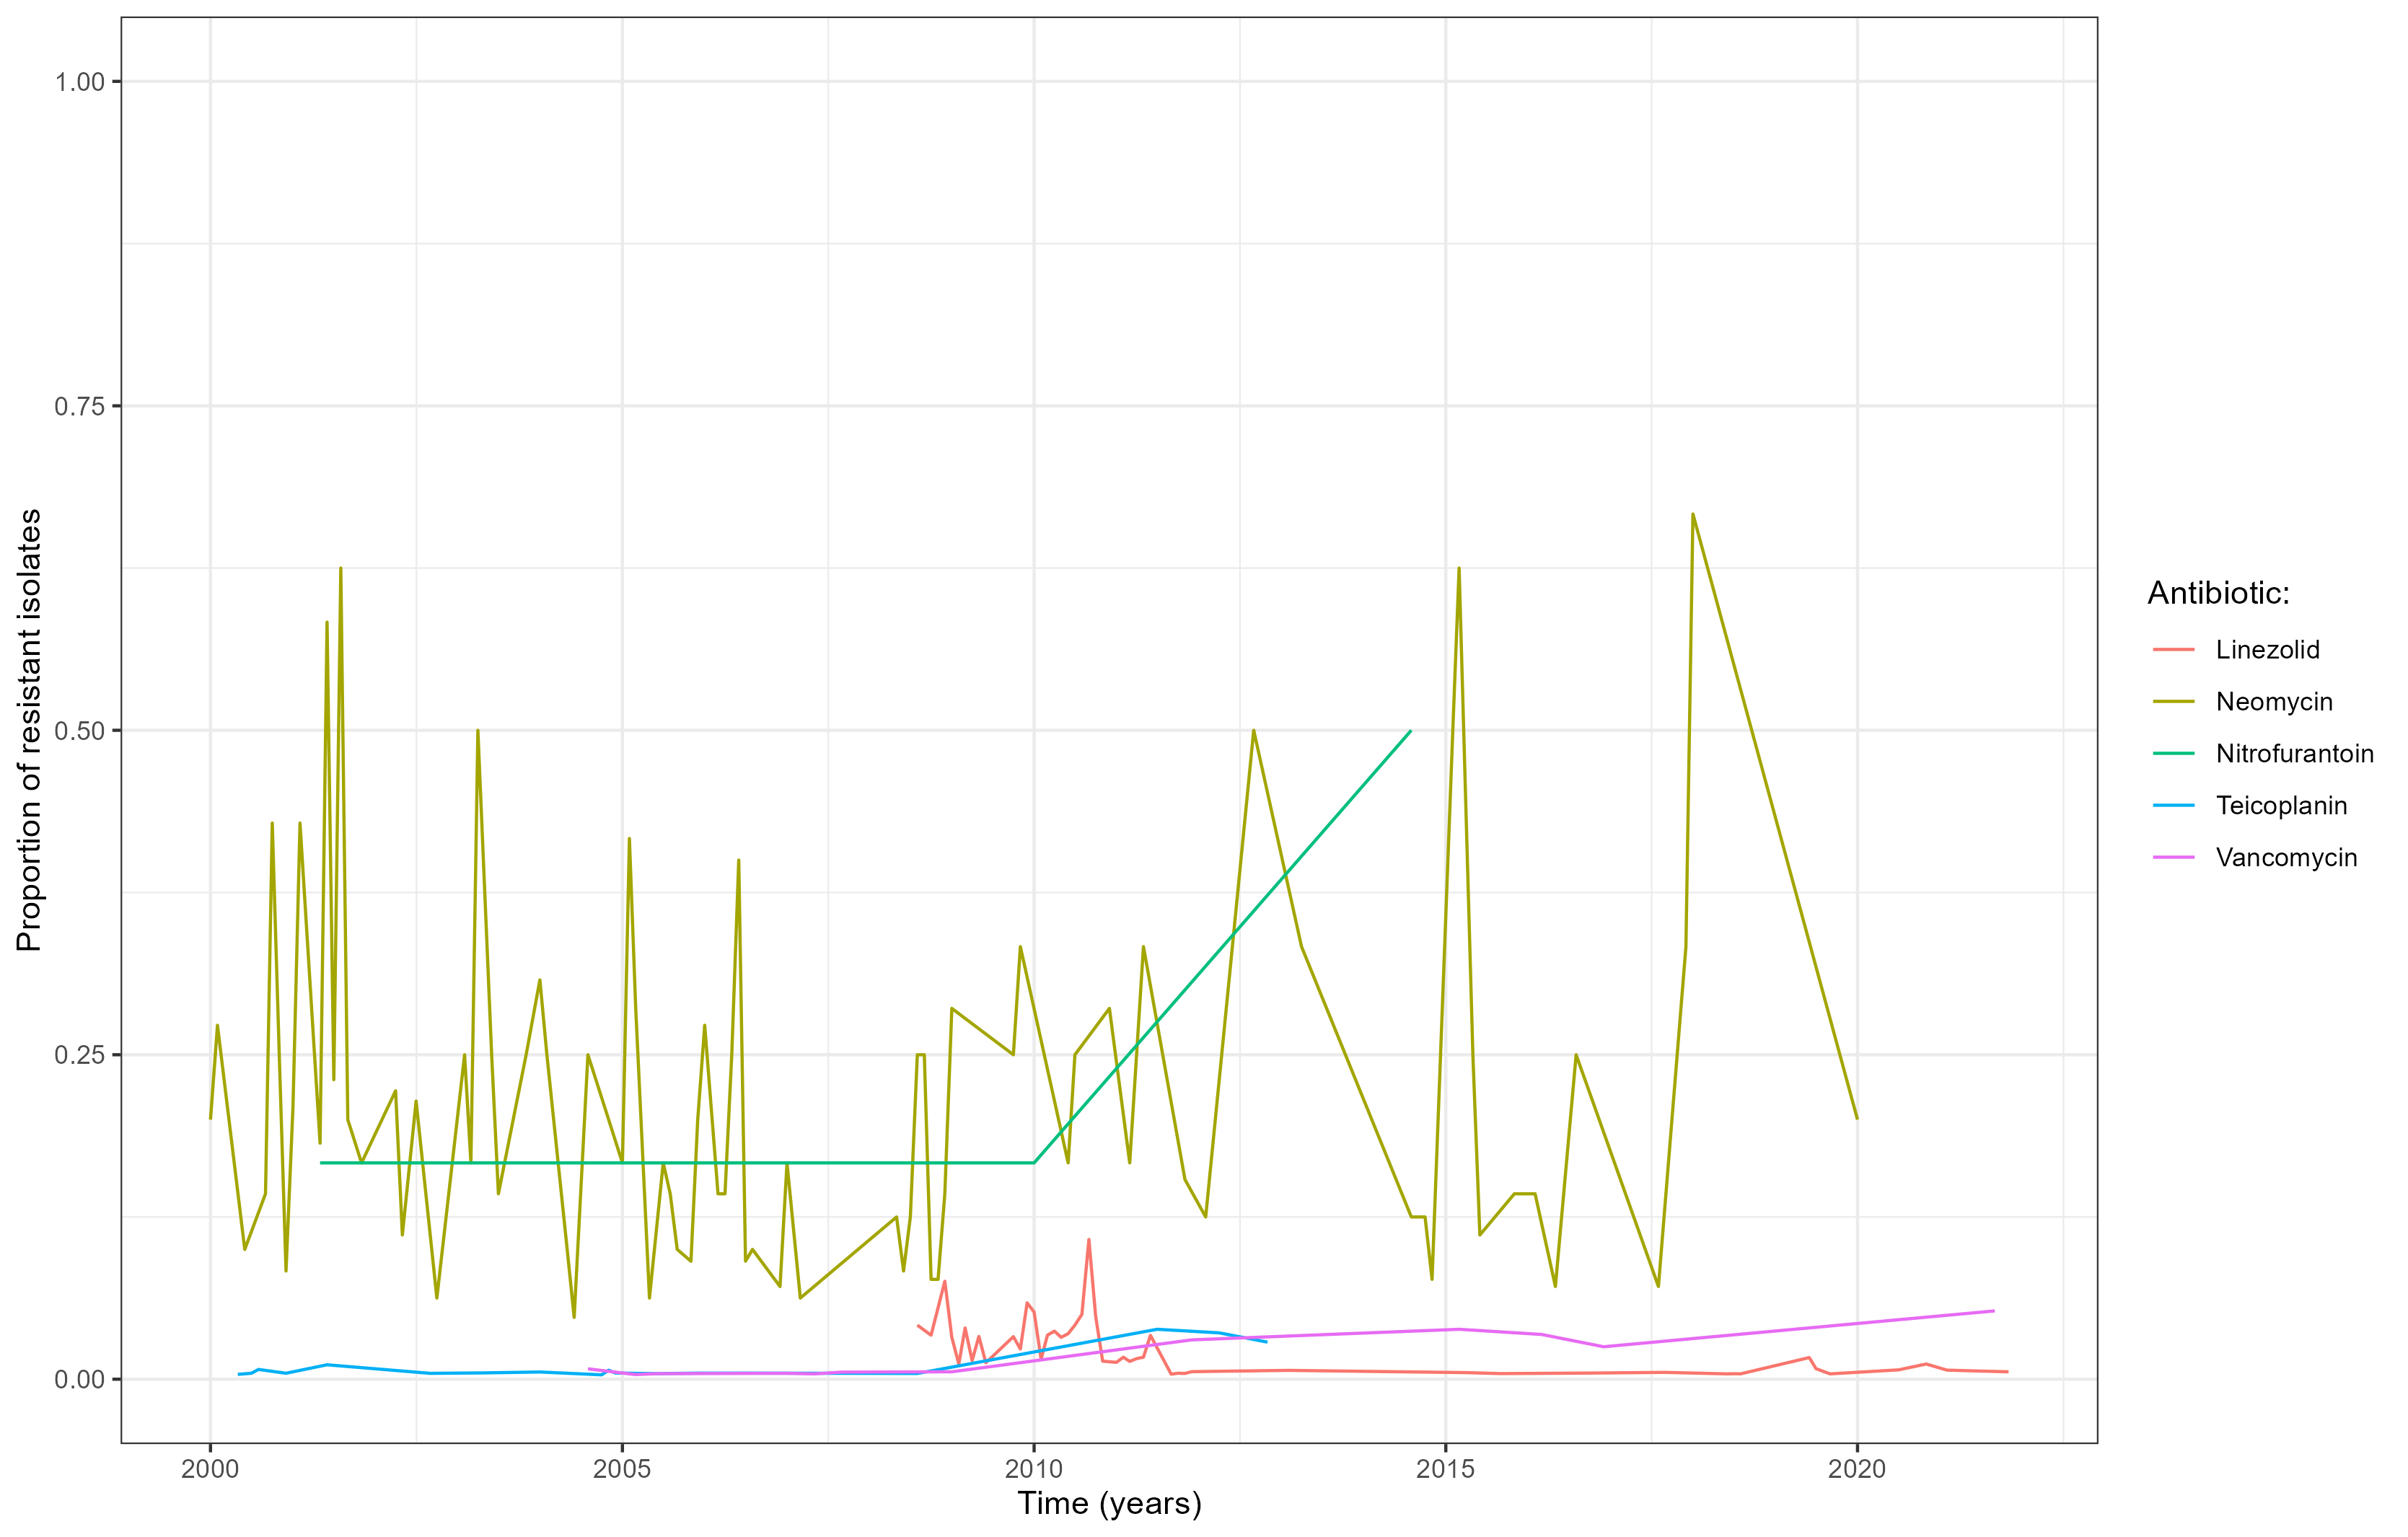 1.00
0.75
0.50
0.25
0.00
Proportion of resistant isolates
2000
2005
2010
2015
2020
Time (years)
Antibiotic:
Linezolid
Neomycin
Nitrofurantoin
Teicoplanin
Vancomycin